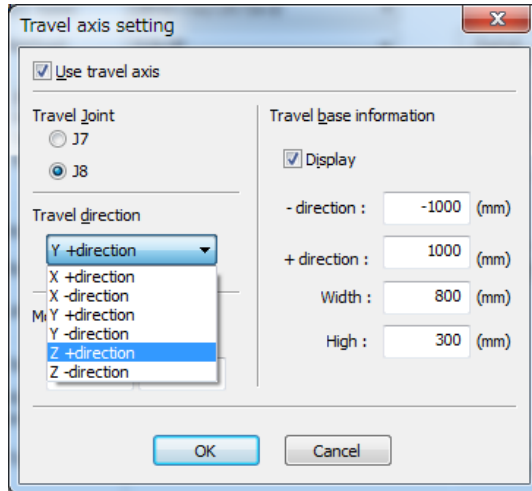 Travel axis setting
Use travel axis
Travel Joint
J7
J8
Travel direction
Y +direction
X +direction
X -direction
Y +direction
Y -direction
Z +direction
Z -direction
Travel base information
Display
- direction : -1000 (mm)
+ direction : 1000 (mm)
Width : 800 (mm)
High : 300 (mm)
OK Cancel